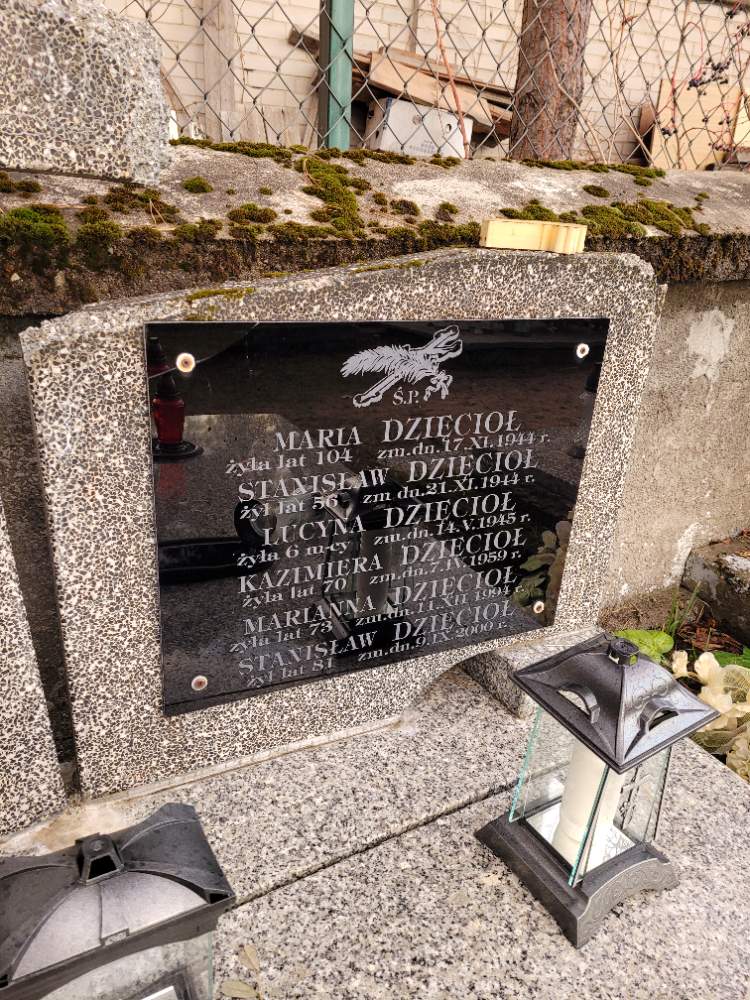 Ś.P.
MARIA DZIĘCIOŁ
żyła lat 104 zm.dn.17.XI.1944 r.
STANISŁAW DZIĘCIOŁ
żył lat 56 zm dn.21.XI.1944 r.
LUCYNA DZIĘCIOŁ
żyła 6 m-cy zm.dn.14.V.1945 r.
KAZIMIERA DZIĘCIOŁ
żyła lat 70 zm.dn.7.IV.1959 r.
MARIANNA DZIĘCIOŁ
żyła lat 73 zm.dn.11.XII.1994 r.
STANISŁAW DZIĘCIOŁ
żył lat 81 zm.dn.9.IX.2000 r.